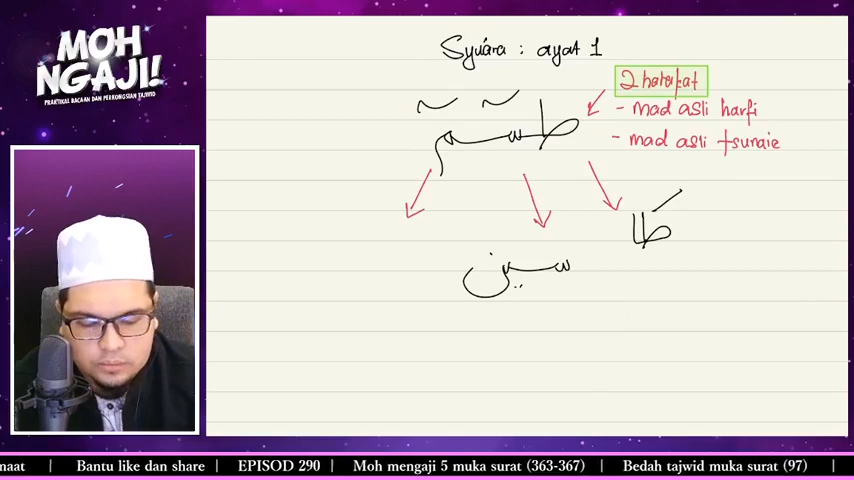 MOH
NGAJI!
PRAKTIKAL BACAAN DAN PERKONGSIAN TAJWID
Syuara : ayat 1
2 harakat
- mad asli harfi
- mad asli tsunaie
طسٓمٓ
طا
سين
maat | Bantu like dan share | EPISOD 290 | Moh mengaji 5 muka surat (363-367) | Bedah tajwid muka surat (97) |